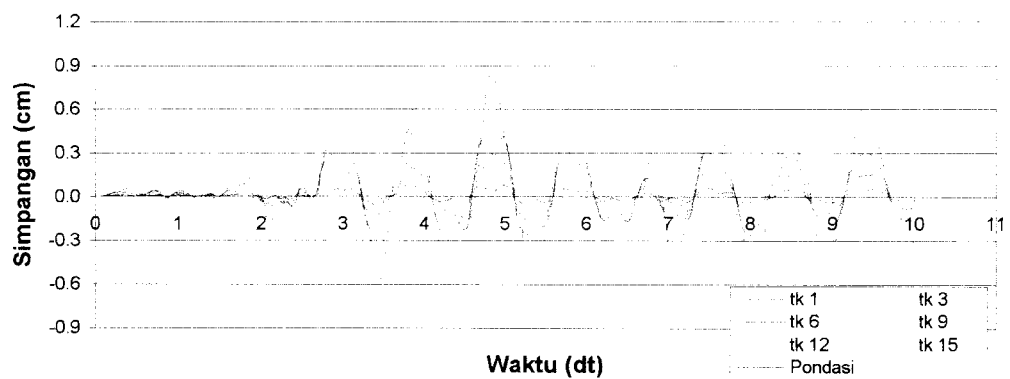 1.2
0.9
0.6
0.3
0.0
-0.3
-0.6
-0.9
Simpangan (cm)
0 1 2 3 4 5 6 7 8 9 10 11
Waktu (dt)
tk 1 tk 3
tk 6 tk 9
tk 12 tk 15
Pondasi